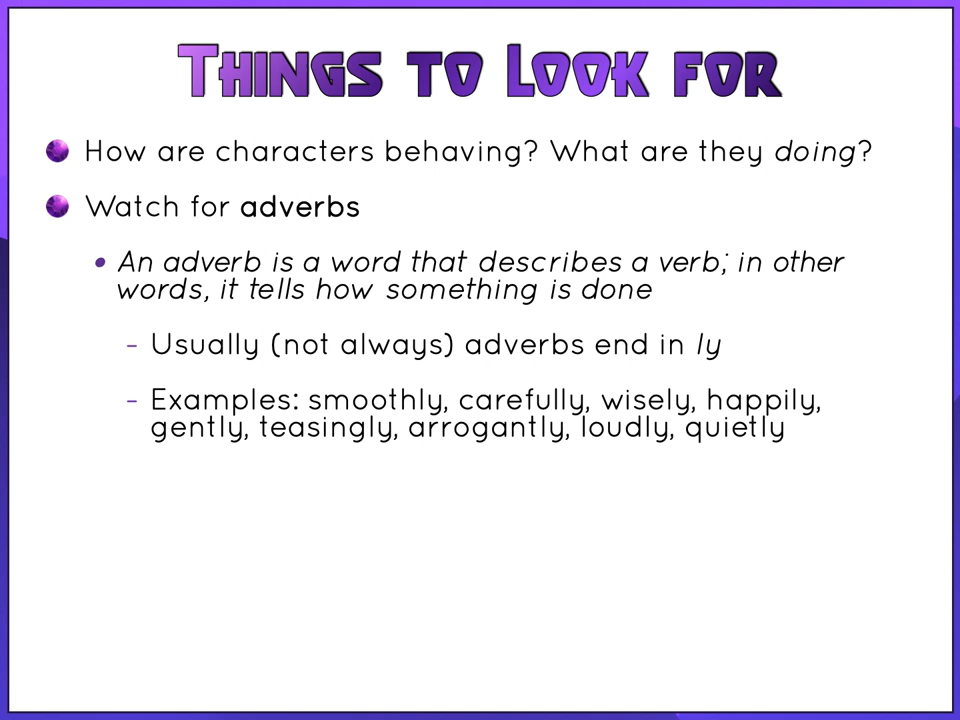 Things to Look for
How are characters behaving? What are they doing?
Watch for adverbs
An adverb is a word that describes a verb; in other
words, it tells how something is done
- Usually (not always) adverbs end in ly
- Examples: smoothly, carefully, wisely, happily,
gently, teasingly, arrogantly, loudly, quietly